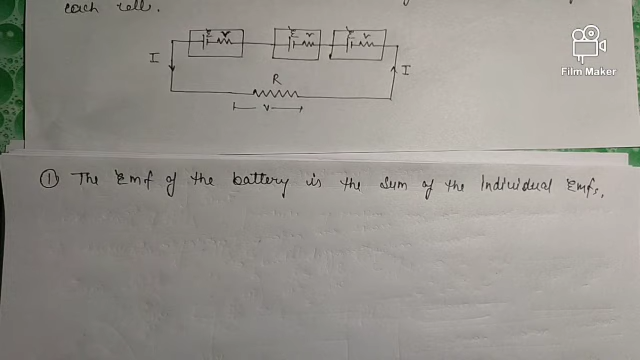 each cell.
E r
E r
E r
I
I
R
V
① The Emf of the battery is the sum of the Individual Emfs.
Film Maker